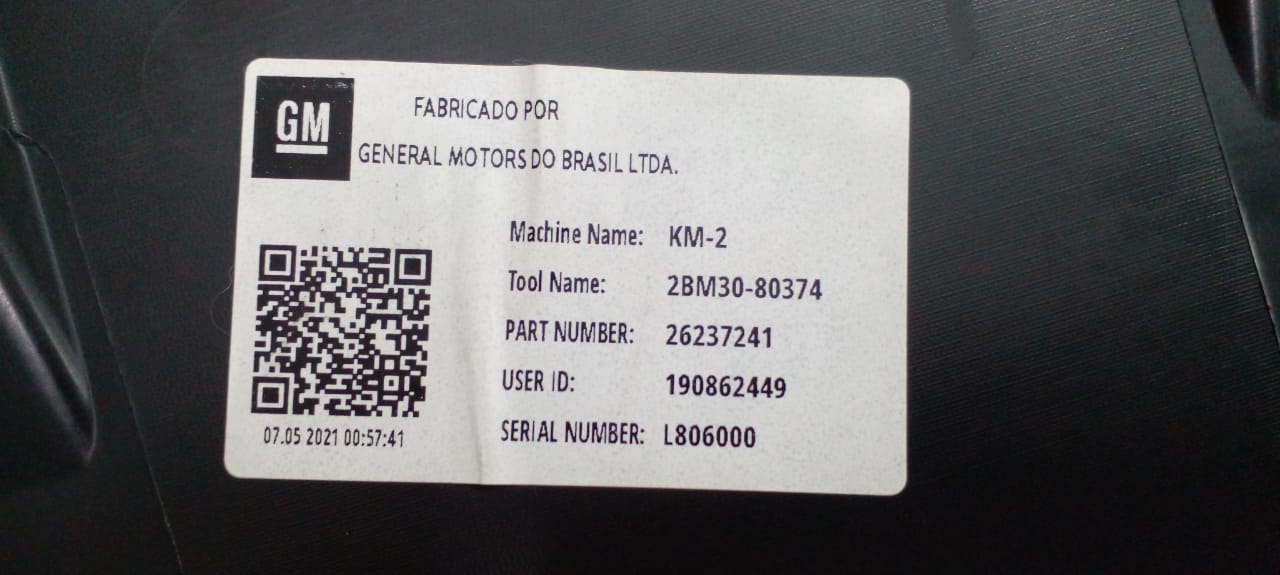 GM
FABRICADO POR
GENERAL MOTORS DO BRASIL LTDA.
Machine Name: KM-2
Tool Name: 2BM30-80374
PART NUMBER: 26237241
USER ID: 190862449
SERIAL NUMBER: L806000
07.05 2021 00:57:41